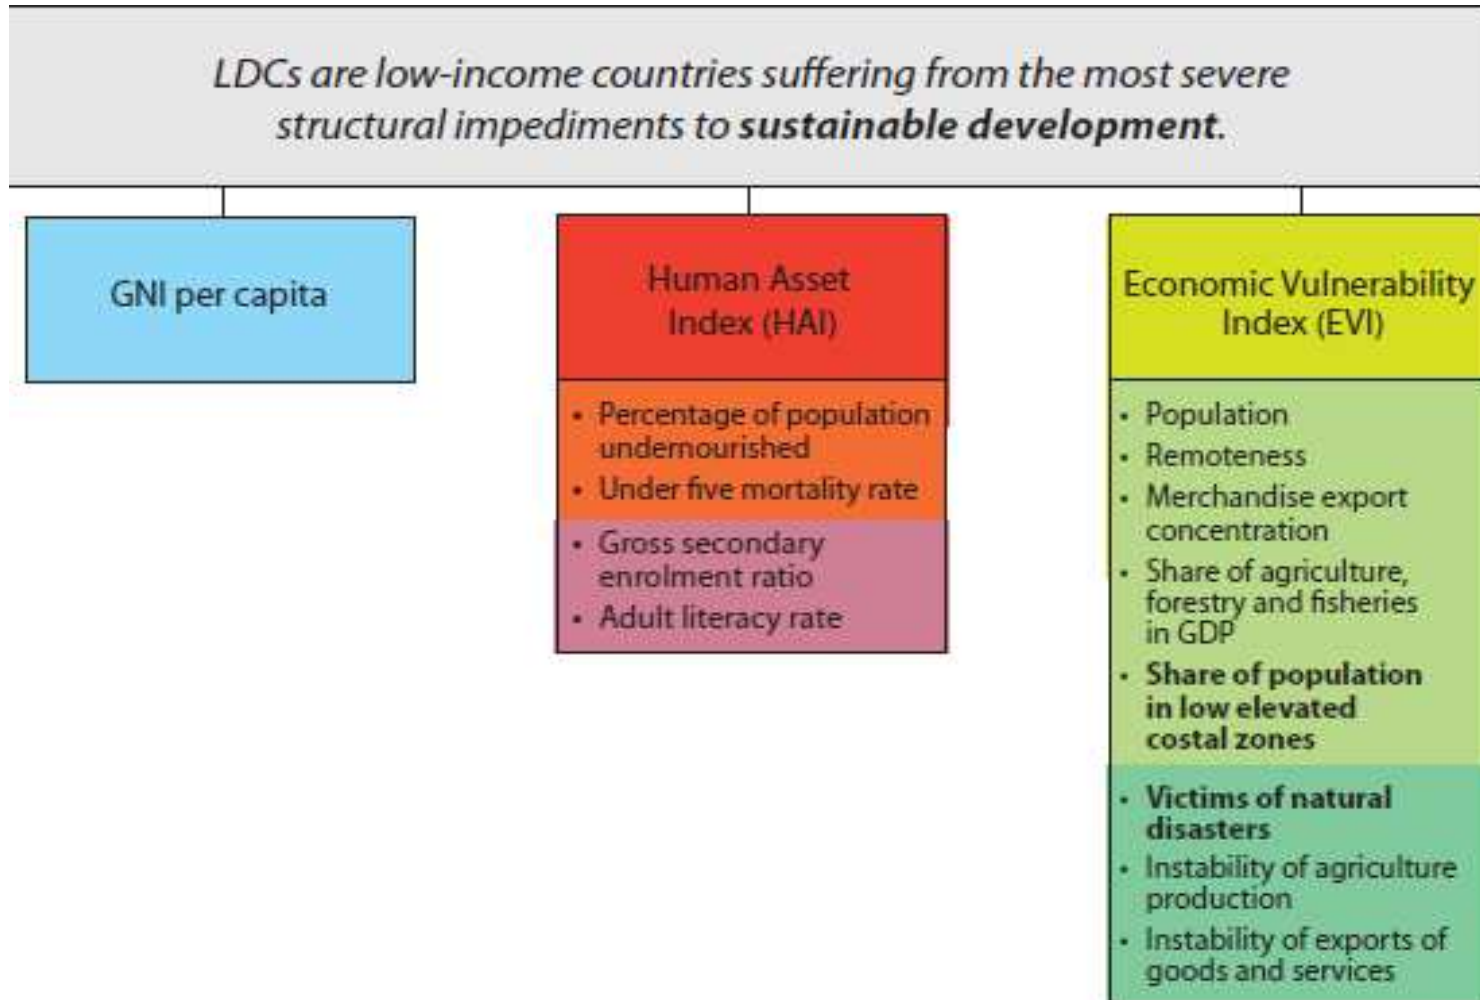 LDCs are low-income countries suffering from the most severe
structural impediments to sustainable development.
GNI per capita
Human Asset
Index (HAI)
• Percentage of population
undernourished
• Under five mortality rate
• Gross secondary
enrolment ratio
• Adult literacy rate
Economic Vulnerability
Index (EVI)
• Population
• Remoteness
• Merchandise export
concentration
• Share of agriculture,
forestry and fisheries
in GDP
• Share of population
in low elevated
costal zones
• Victims of natural
disasters
• Instability of agriculture
production
• Instability of exports of
goods and services